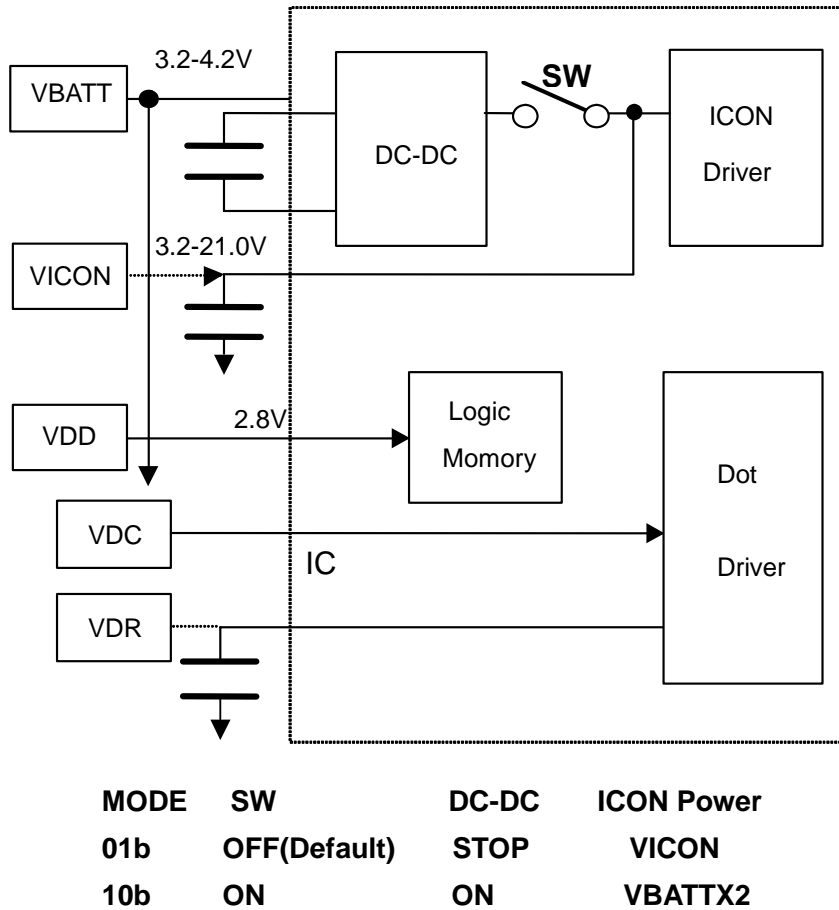 3.2-4.2V
VBATT
SW
DC-DC
ICON
Driver
3.2-21.0V
VICON
VDD
2.8V
Logic
Momory
Dot
Driver
VDC
IC
VDR
MODE SW DC-DC ICON Power
01b OFF(Default) STOP VICON
10b ON ON VBATTX2